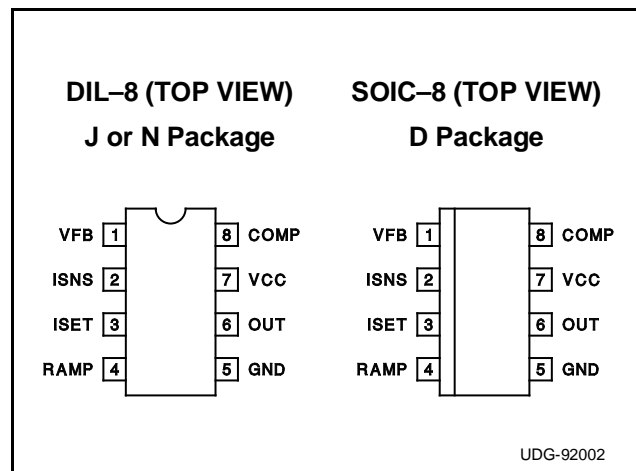 DIL–8 (TOP VIEW)
J or N Package
VFB 1 8 COMP
ISNS 2 7 VCC
ISET 3 6 OUT
RAMP 4 5 GND
SOIC–8 (TOP VIEW)
D Package
VFB 1 8 COMP
ISNS 2 7 VCC
ISET 3 6 OUT
RAMP 4 5 GND
UDG-92002